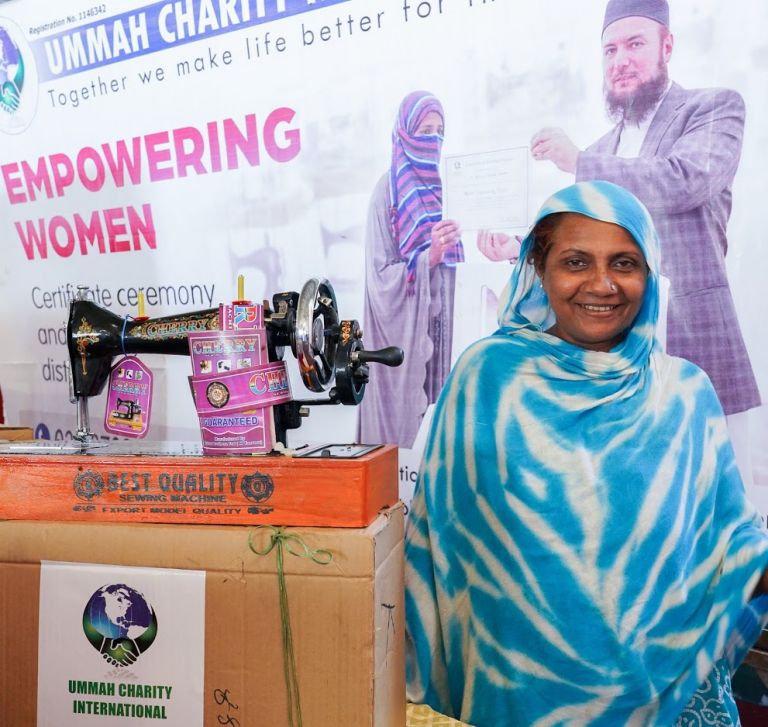 Registration No. 1146342
UMMAH CHARITY
Together we make life better for
EMPOWERING
WOMEN
Certificate ceremony
and
CHERRY
CHERRY
CHERRY
GUARANTEED
BEST QUALITY
SEWING MACHINE
EXPORT MODEL QUALITY
UMMAH CHARITY
INTERNATIONAL